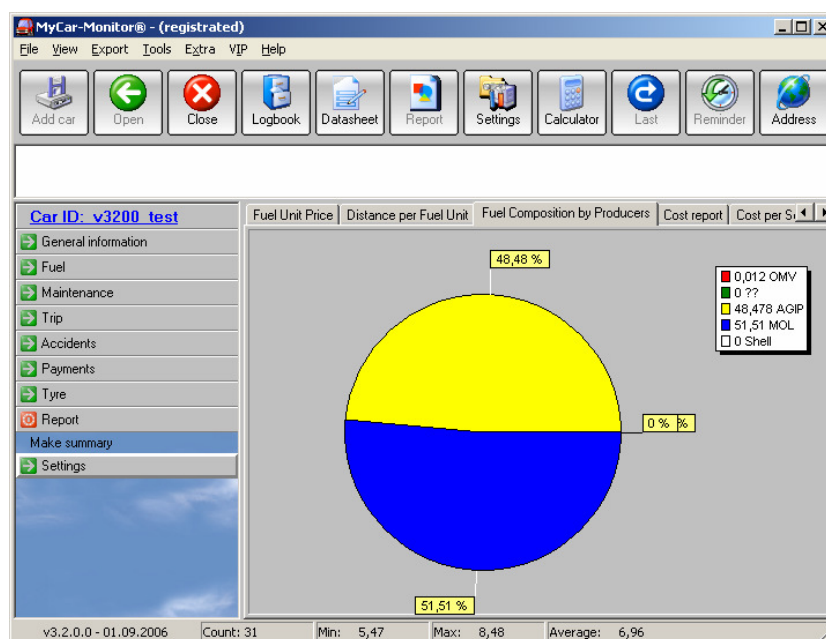 MyCar-Monitor® - (registrated)
File View Export Tools Extra VIP Help
Add car Open Close Logbook Datasheet Report Settings Calculator Last Reminder Address
Car ID: v3200_test
General information
Fuel
Maintenance
Trip
Accidents
Payments
Tyre
Report
Make summary
Settings
Fuel Unit Price Distance per Fuel Unit Fuel Composition by Producers Cost report Cost per
48,48 %
0,012 OMV
0 ??
48,478 AGIP
51,51 MOL
0 Shell
0 % %
51,51 %
v3.2.0.0 - 01.09.2006 Count: 31 Min: 5,47 Max: 8,48 Average: 6,96